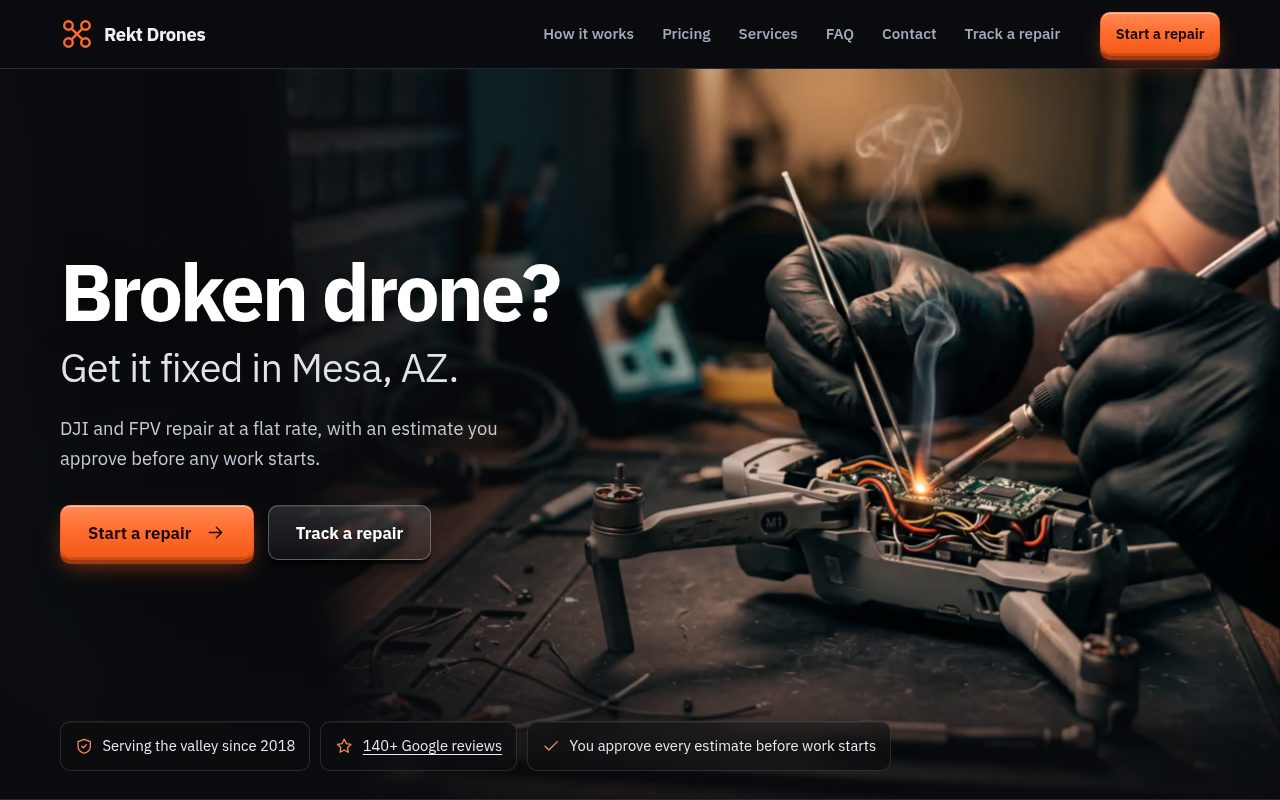 Rekt Drones
How it works
Pricing
Services
FAQ
Contact
Track a repair
Start a repair
Broken drone?
Get it fixed in Mesa, AZ.
DJI and FPV repair at a flat rate, with an estimate you
approve before any work starts.
Start a repair
Track a repair
M1
Serving the valley since 2018
140+ Google reviews
You approve every estimate before work starts